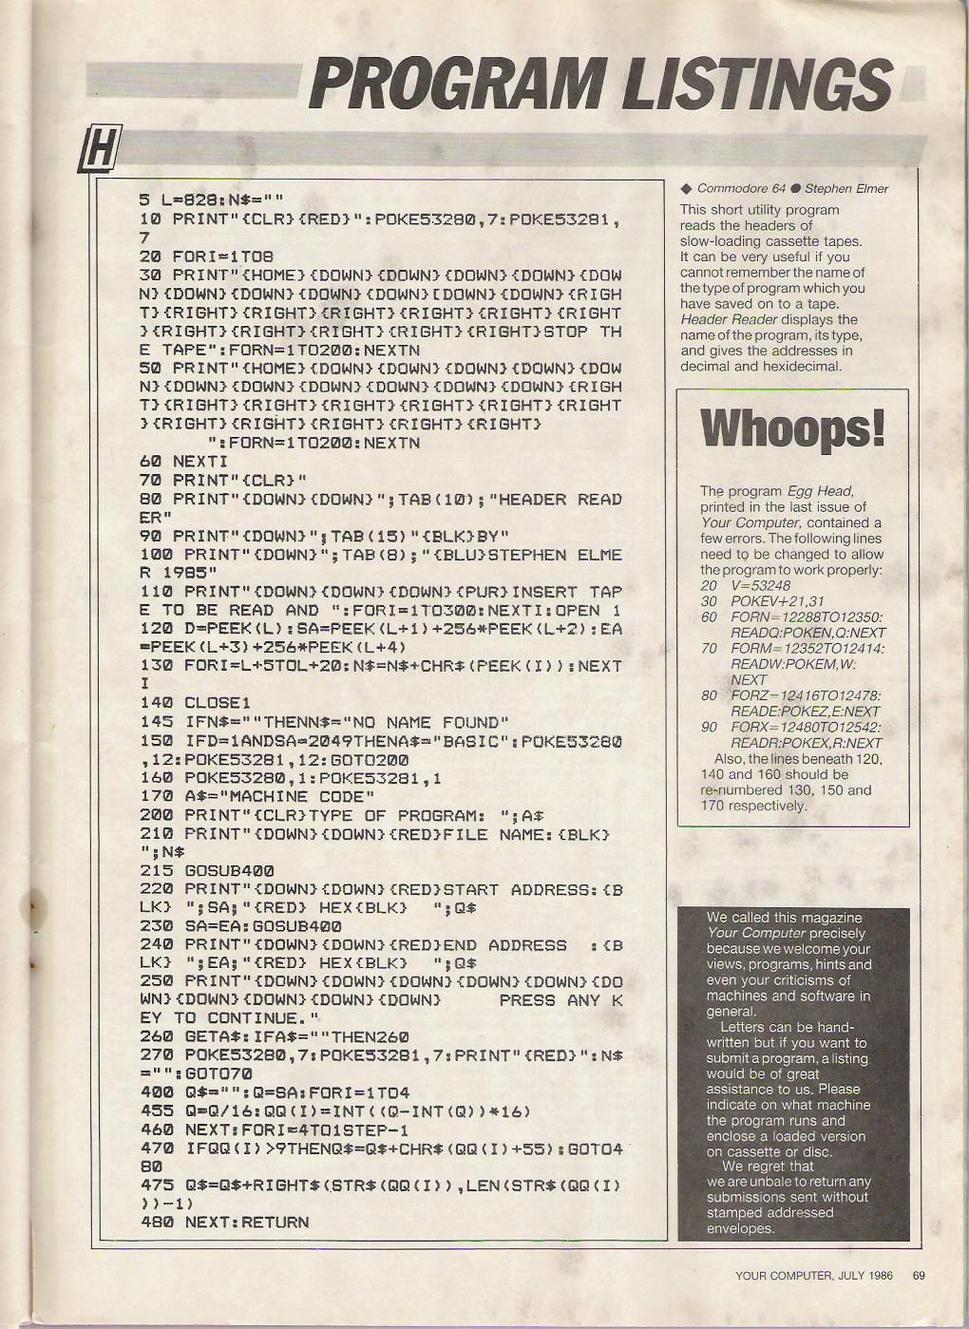 PROGRAM LISTINGS
H
5 L=828:N$=""
10 PRINT"{CLR}{RED}":POKE53280,7:POKE53281,
7
20 FORI=1TO8
30 PRINT"{HOME}{DOWN}{DOWN}{DOWN}{DOWN}{DOW
N}{DOWN}{DOWN}{DOWN}{DOWN}[DOWN}{DOWN}{RIGH
T}{RIGHT}{RIGHT}{RIGHT}{RIGHT}{RIGHT}{RIGHT
}{RIGHT}{RIGHT}{RIGHT}{RIGHT}{RIGHT}STOP TH
E TAPE":FORN=1TO200:NEXTN
50 PRINT"{HOME}{DOWN}{DOWN}{DOWN}{DOWN}{DOW
N}{DOWN}{DOWN}{DOWN}{DOWN}{DOWN}{DOWN}{RIGH
T}{RIGHT}{RIGHT}{RIGHT}{RIGHT}{RIGHT}{RIGHT
}{RIGHT}{RIGHT}{RIGHT}{RIGHT}{RIGHT}
":FORN=1TO200:NEXTN
60 NEXTI
70 PRINT"{CLR}"
80 PRINT"{DOWN}{DOWN}";TAB(10);"HEADER READ
ER"
90 PRINT"{DOWN}";TAB(15)"{BLK}BY"
100 PRINT"{DOWN}";TAB(8);"{BLU}STEPHEN ELME
R 1985"
110 PRINT"{DOWN}{DOWN}{DOWN}{PUR}INSERT TAP
E TO BE READ AND ":FORI=1TO300:NEXTI:OPEN 1
120 D=PEEK(L):SA=PEEK(L+1)+256*PEEK(L+2):EA
=PEEK(L+3)+256*PEEK(L+4)
130 FORI=L+5TOL+20:N$=N$+CHR$(PEEK(I)):NEXT
I
140 CLOSE1
145 IFN$=""THENN$="NO NAME FOUND"
150 IFD=1ANDSA=2049THENA$="BASIC":POKE53280
,12:POKE53281,12:GOTO200
160 POKE53280,1:POKE53281,1
170 A$="MACHINE CODE"
200 PRINT"{CLR}TYPE OF PROGRAM: ";A$
210 PRINT"{DOWN}{DOWN}{RED}FILE NAME:{BLK}
";N$
215 GOSUB400
220 PRINT"{DOWN}{DOWN}{RED}START ADDRESS:{B
LK} ";SA;"{RED} HEX{BLK} ";Q$
230 SA=EA:GOSUB400
240 PRINT"{DOWN}{DOWN}{RED}END ADDRESS :{B
LK} ";EA;"{RED} HEX{BLK} ";Q$
250 PRINT"{DOWN}{DOWN}{DOWN}{DOWN}{DOWN}{DO
WN}{DOWN}{DOWN}{DOWN}{DOWN} PRESS ANY K
EY TO CONTINUE."
260 GETA$:IFA$=""THEN260
270 POKE53280,7:POKE53281,7:PRINT"{RED}":N$
="":GOTO70
400 Q$="":Q=SA:FORI=1TO4
455 Q=Q/16:QQ(I)=INT((Q-INT(Q))*16)
460 NEXT:FORI=4TO1STEP-1
470 IFQQ(I)>9THENQ$=Q$+CHR$(QQ(I)+55):GOTO4
80
475 Q$=Q$+RIGHT$(STR$(QQ(I)),LEN(STR$(QQ(I)
))-1)
480 NEXT:RETURN
◆ Commodore 64 ● Stephen Elmer
This short utility program
reads the headers of
slow-loading cassette tapes.
It can be very useful if you
cannot remember the name of
the type of program which you
have saved on to a tape.
Header Reader displays the
name of the program, its type,
and gives the addresses in
decimal and hexidecimal.
Whoops!
The program Egg Head,
printed in the last issue of
Your Computer, contained a
few errors. The following lines
need to be changed to allow
the program to work properly:
20 V=53248
30 POKEV+21,31
60 FORN=12288TO12350:
READQ:POKEN,Q:NEXT
70 FORM=12352TO12414:
READW:POKEM,W:
NEXT
80 FORZ=12416TO12478:
READE:POKEZ,E:NEXT
90 FORX=12480TO12542:
READR:POKEX,R:NEXT
Also, the lines beneath 120,
140 and 160 should be
re-numbered 130, 150 and
170 respectively.
We called this magazine
Your Computer precisely
because we welcome your
views, programs, hints and
even your criticisms of
machines and software in
general.
Letters can be hand-
written but if you want to
submit a program, a listing
would be of great
assistance to us. Please
indicate on what machine
the program runs and
enclose a loaded version
on cassette or disc.
We regret that
we are unbale to return any
submissions sent without
stamped addressed
envelopes.
YOUR COMPUTER, JULY 1986 69